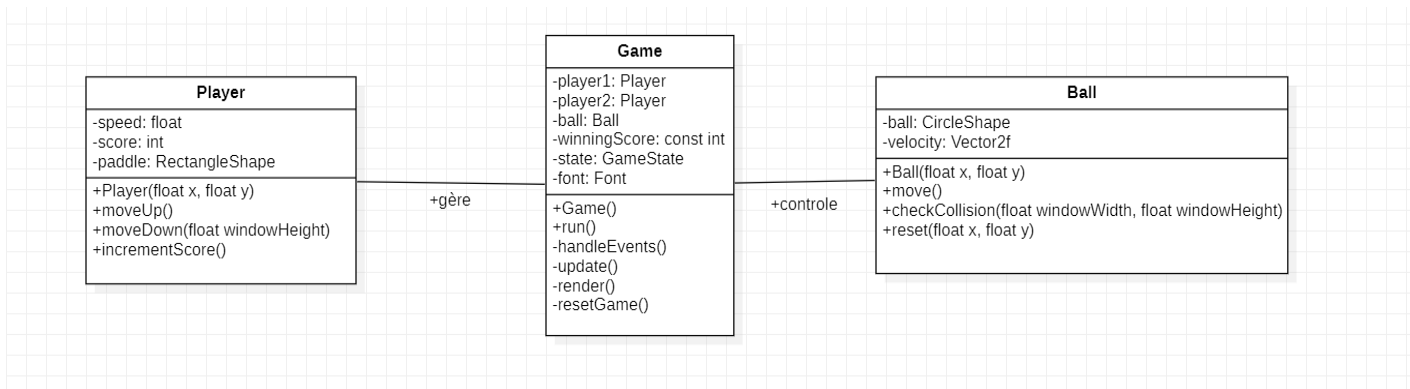 Player
-speed: float
-score: int
-paddle: RectangleShape
+Player(float x, float y)
+moveUp()
+moveDown(float windowHeight)
+incrementScore()
+gère
Game
-player1: Player
-player2: Player
-ball: Ball
-winningScore: const int
-state: GameState
-font: Font
+Game()
+run()
-handleEvents()
-update()
-render()
-resetGame()
+controle
Ball
-ball: CircleShape
-velocity: Vector2f
+Ball(float x, float y)
+move()
+checkCollision(float windowWidth, float windowHeight)
+reset(float x, float y)